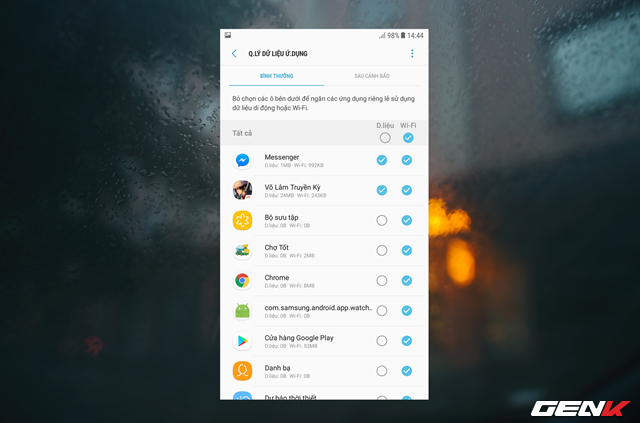 98% 14:44
Q.LÝ DỮ LIỆU Ứ.DỤNG
BÌNH THƯỜNG SAU CẢNH BÁO
Bỏ chọn các ô bên dưới để ngăn các ứng dụng riêng lẻ sử dụng
dữ liệu di động hoặc Wi-Fi.
D.liệu Wi-Fi
Tất cả
Messenger
D.liệu: 1MB Wi-Fi: 992KB
Võ Lâm Truyền Kỳ
D.liệu: 24MB Wi-Fi: 243KB
Bộ sưu tập
D.liệu: 0B Wi-Fi: 0B
Chợ Tốt
D.liệu: 0B Wi-Fi: 2MB
Chrome
D.liệu: 0B Wi-Fi: 8MB
com.samsung.android.app.watch..
D.liệu: 0B Wi-Fi: 0B
Cửa hàng Google Play
D.liệu: 0B Wi-Fi: 53MB
Danh bạ
D.liệu: 0B Wi-Fi: 0B
Dự báo thời tiết
GENK